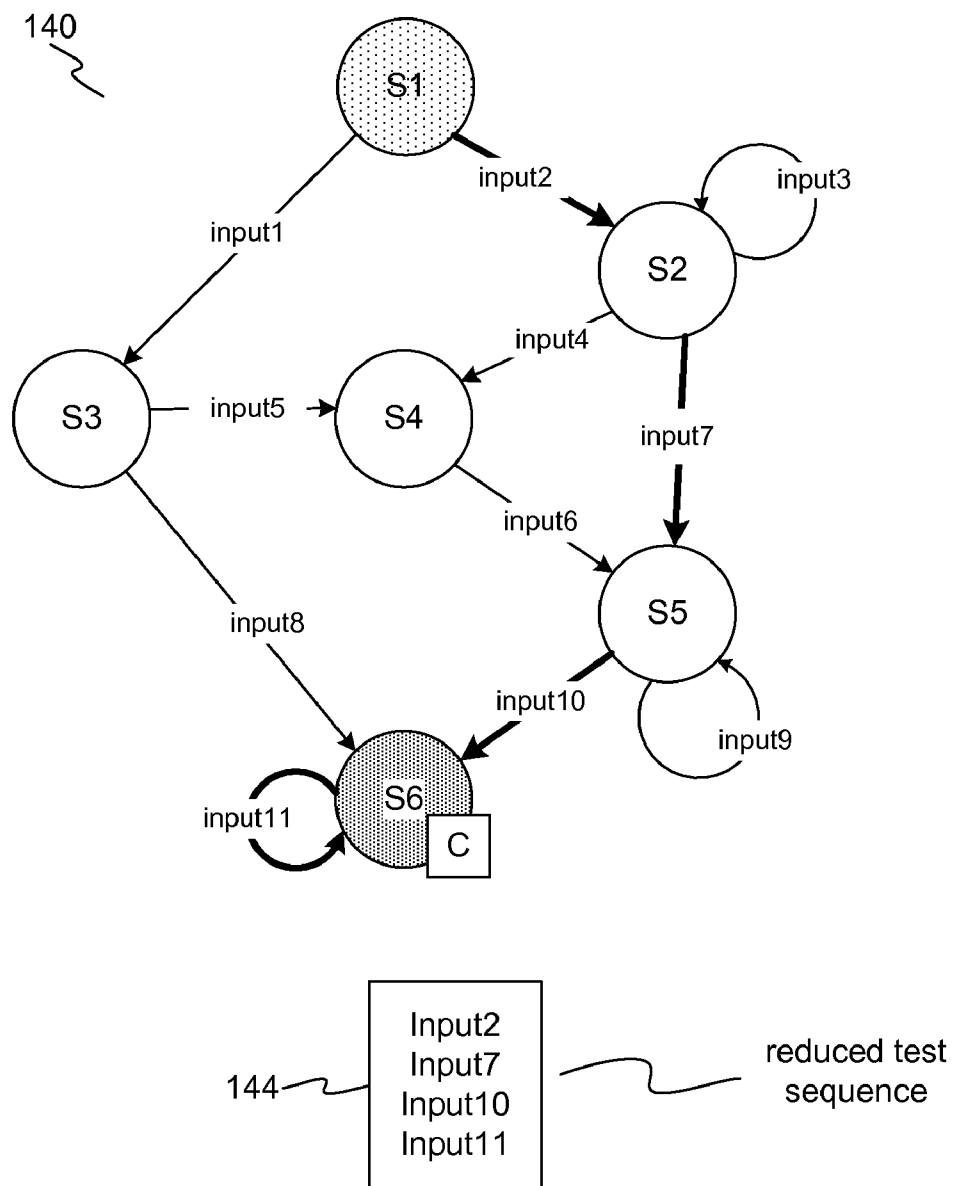 140
S1
input2
input3
input1
S2
input4
S3
input5
S4
input7
input6
S5
input8
input10
input9
S6
input11
C
Input2
Input7
Input10
Input11
144
reduced test
sequence